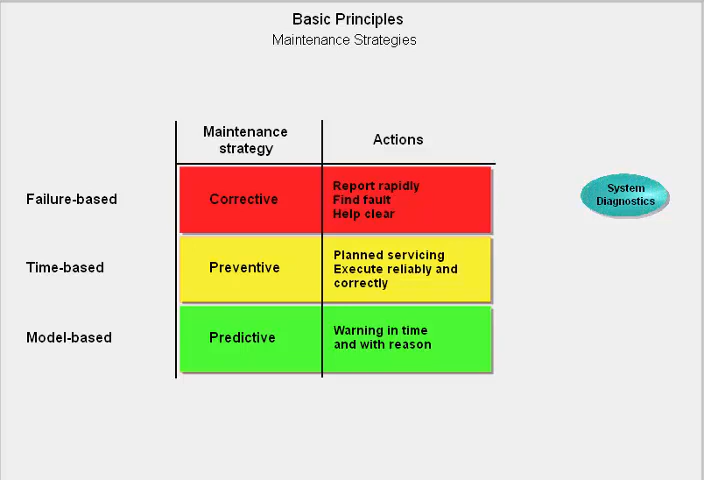 Basic Principles
Maintenance Strategies
Maintenance
strategy
Actions
Failure-based
Corrective
Report rapidly
Find fault
Help clear
System
Diagnostics
Time-based
Preventive
Planned servicing
Execute reliably and
correctly
Model-based
Predictive
Warning in time
and with reason